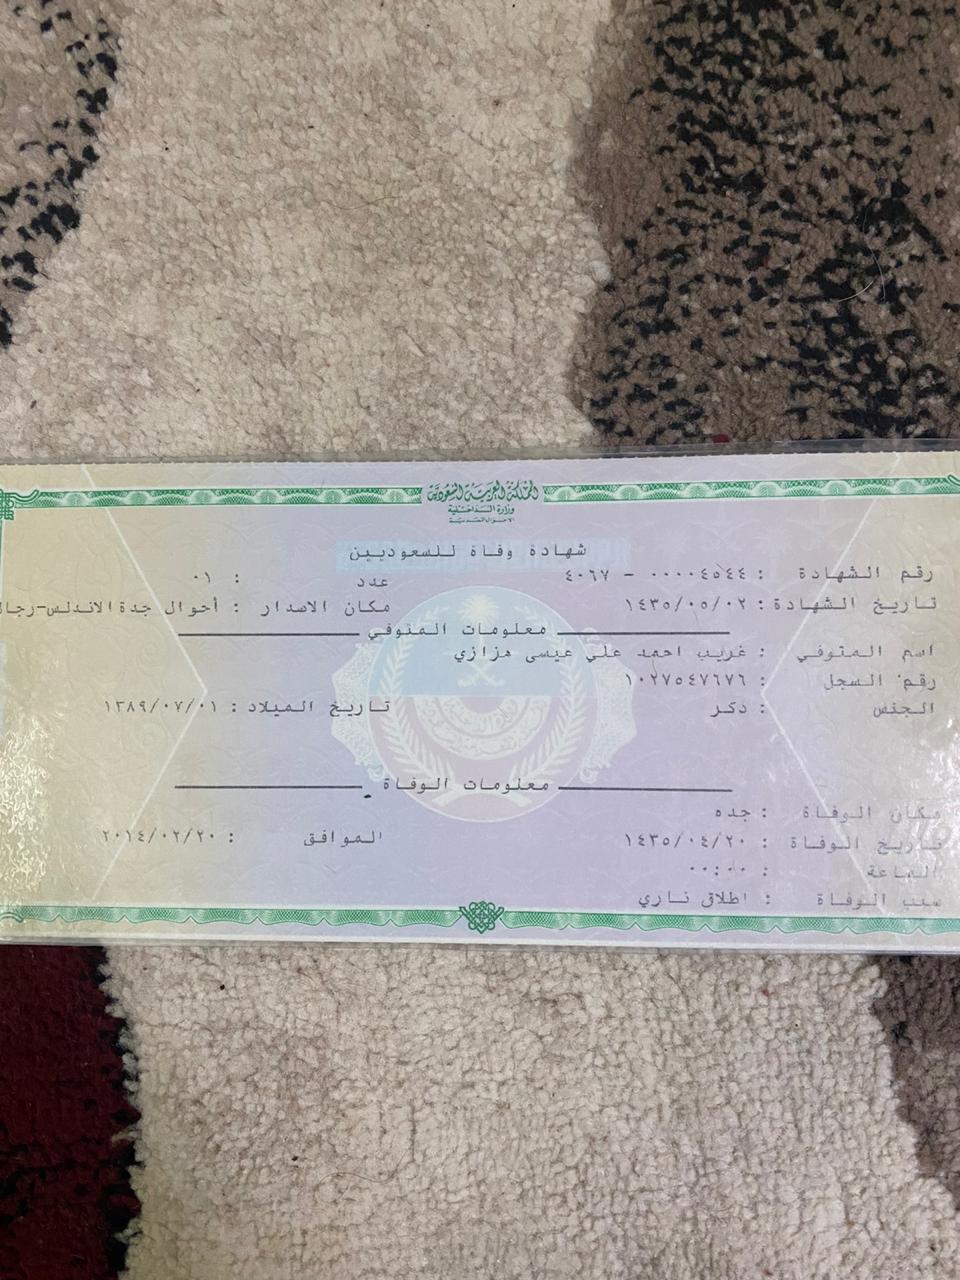 المملكة العربية السعودية
وزارة الداخلية
الأحوال المدنية
شهادة وفاة للسعوديين
رقم الشهادة : ٠٠٠٠٤٥٤٤ - ٤٠٦٧ عدد : ٠١
تاريخ الشهادة : ١٤٣٥/٠٥/٠٢ مكان الاصدار : أحوال جدة الاندلس-رجا
معلومات المتوفي
اسم المتوفي : غريب احمد علي عيسى هزازي
رقم السجل : ١٠٢٧٥٤٧٦٧٦
الجنس : ذكر تاريخ الميلاد : ١٣٨٩/٠٧/٠١
معلومات الوفاة
مكان الوفاة : جده
تاريخ الوفاة : ١٤٣٥/٠٤/٢٠ الموافق : ٢٠١٤/٠٢/٢٠
الساعة : ٠٠:٠٠
سبب الوفاة : اطلاق ناري